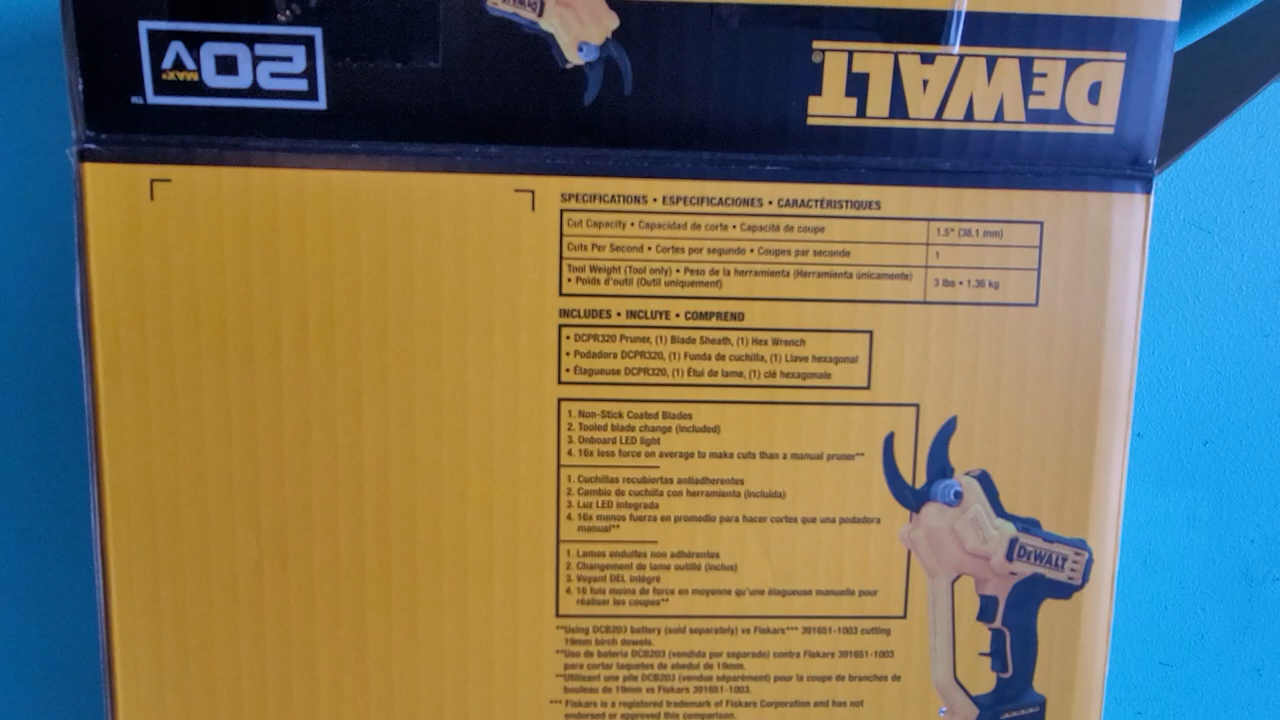 20V
MAX*
TM
DEWALT
DEWALT®
SPECIFICATIONS • ESPECIFICACIONES • CARACTÉRISTIQUES
Cut Capacity • Capacidad de corte • Capacité de coupe 1.5" (38.1 mm)
Cuts Per Second • Cortes por segundo • Coupes par seconde 1
Tool Weight (Tool only) • Peso de la herramienta (Herramienta únicamente)
• Poids d'outil (Outil uniquement) 3 lbs • 1.36 kg
INCLUDES • INCLUYE • COMPREND
• DCPR320 Pruner, (1) Blade Sheath, (1) Hex Wrench
• Podadora DCPR320, (1) Funda de cuchilla, (1) Llave hexagonal
• Élagueuse DCPR320, (1) Étui de lame, (1) clé hexagonale
1. Non-Stick Coated Blades
2. Tooled blade change (included)
3. Onboard LED light
4. 16x less force on average to make cuts than a manual pruner**
1. Cuchillas recubiertas antiadherentes
2. Cambio de cuchilla con herramienta (incluida)
3. Luz LED integrada
4. 16x menos fuerza en promedio para hacer cortes que una podadora
manual**
1. Lames enduites non adhérentes
2. Changement de lame outillé (inclus)
3. Voyant DEL intégré
4. 16 fois moins de force en moyenne qu'une élagueuse manuelle pour
réaliser les coupes**
DEWALT
**Using DCB203 battery (sold separately) vs Fiskars*** 391651-1003 cutting
19mm birch dowels.
**Uso de batería DCB203 (vendida por separado) contra Fiskars 391651-1003
para cortar taquetes de abedul de 19mm.
**Utilisant une pile DCB203 (vendue séparément) pour la coupe de branches de
bouleau de 19mm vs Fiskars 391651-1003.
*** Fiskars is a registered trademark of Fiskars Corporation and has not
endorsed or approved this comparison.